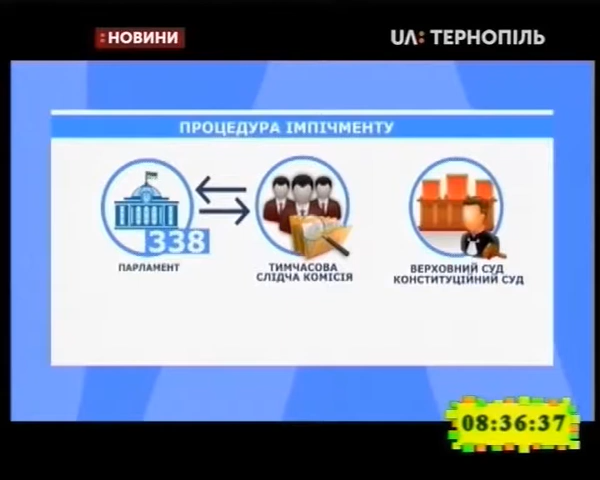 :НОВИНИ
UA: ТЕРНОПІЛЬ
ПРОЦЕДУРА ІМПІЧМЕНТУ
338
ПАРЛАМЕНТ
ТИМЧАСОВА
СЛІДЧА КОМІСІЯ
ВЕРХОВНИЙ СУД
КОНСТИТУЦІЙНИЙ СУД
08:36:37